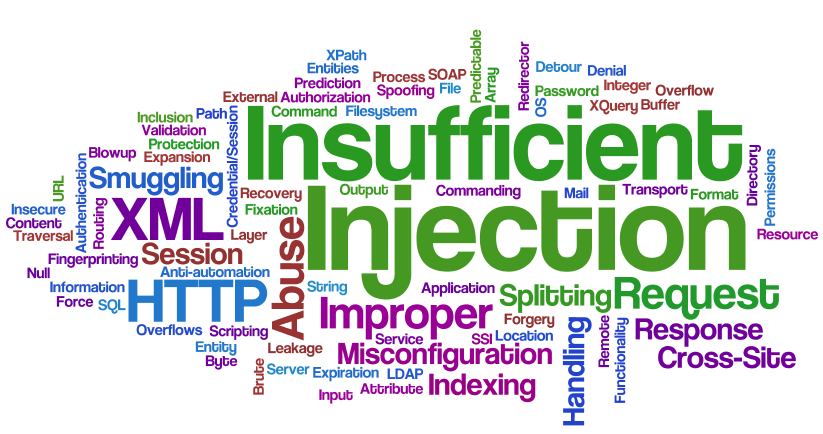 XPath
Entities
Process
SOAP
Predictable
Redirector
Detour
Denial
Prediction
Spoofing
File
Array
OS
Password
Integer
Overflow
External
Authorization
XQuery
Buffer
Inclusion
Path
Command
Filesystem
Validation
Credential/Session
Insufficient
Protection
Blowup
Expansion
Directory
Permissions
URL
Authentication
Smuggling
Recovery
Output
Commanding
Mail
Transport
Format
Insecure
Routing
XML
Fixation
Injection
Content
Traversal
Layer
Resource
Fingerprinting
Session
Abuse
Null
Anti-automation
Information
HTTP
String
Application
Splitting
Request
Force
SQL
Improper
Forgery
Handling
Remote
Functionality
Response
Overflows
Scripting
Service
SSI
Location
Entity
Leakage
Misconfiguration
Cross-Site
Byte
Brute
Server
Expiration
LDAP
Indexing
Input
Attribute